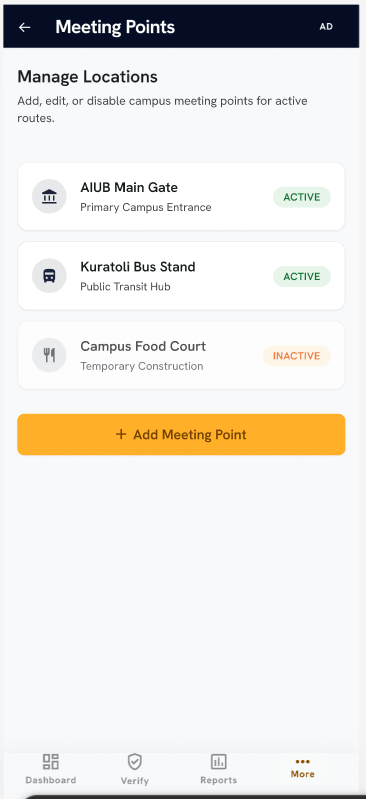 Meeting Points
AD
Manage Locations
Add, edit, or disable campus meeting points for active
routes.
AIUB Main Gate
ACTIVE
Primary Campus Entrance
Kuratoli Bus Stand
ACTIVE
Public Transit Hub
Campus Food Court
INACTIVE
Temporary Construction
+ Add Meeting Point
Dashboard
Verify
Reports
More